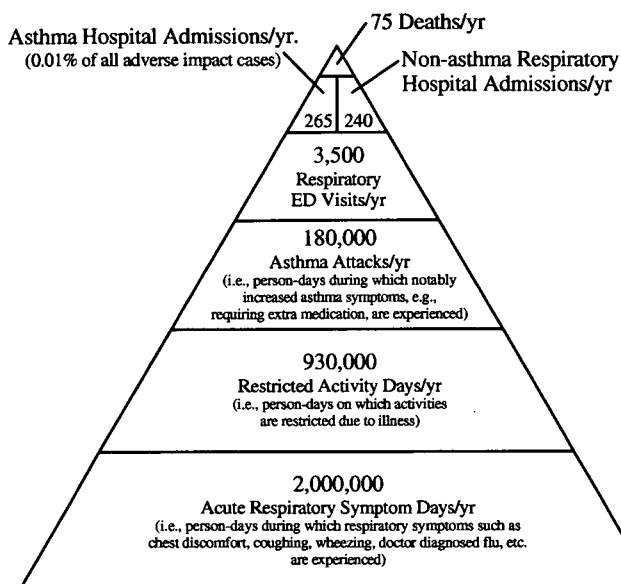 75 Deaths/yr
Asthma Hospital Admissions/yr.
(0.01% of all adverse impact cases)
Non-asthma Respiratory
Hospital Admissions/yr
265 240
3,500
Respiratory
ED Visits/yr
180,000
Asthma Attacks/yr
(i.e., person-days during which notably
increased asthma symptoms, e.g.,
requiring extra medication, are experienced)
930,000
Restricted Activity Days/yr
(i.e., person-days on which activities
are restricted due to illness)
2,000,000
Acute Respiratory Symptom Days/yr
(i.e., person-days during which respiratory symptoms such as
chest discomfort, coughing, wheezing, doctor diagnosed flu, etc.
are experienced)